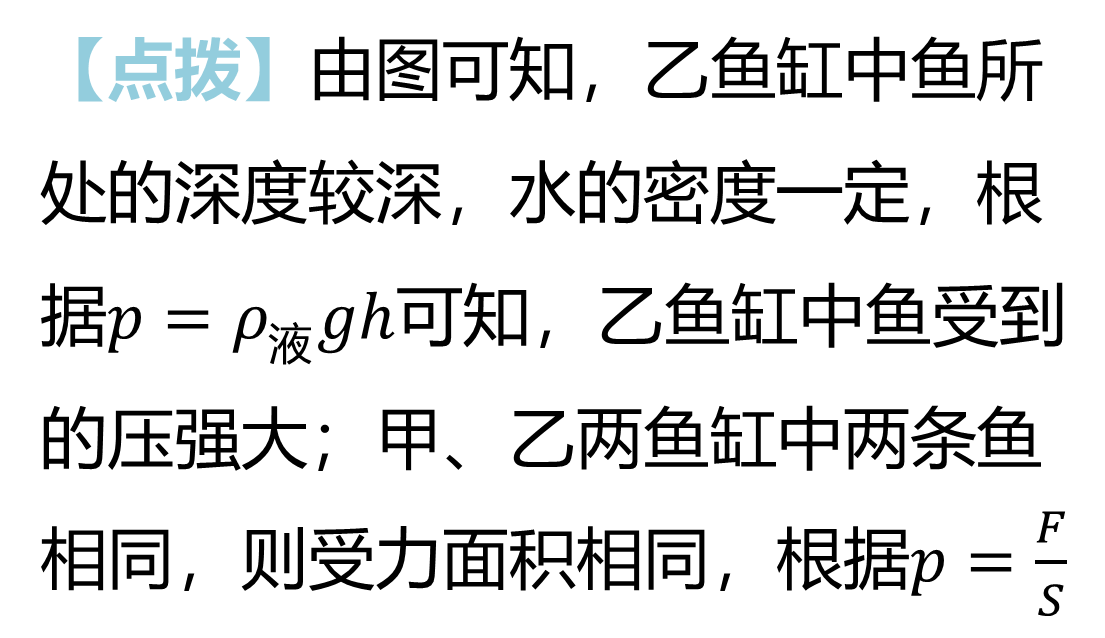 【点拨】由图可知，乙鱼缸中鱼所
处的深度较深，水的密度一定，根
据p = ρ液gh可知，乙鱼缸中鱼受到
的压强大；甲、乙两鱼缸中两条鱼
相同，则受力面积相同，根据p = F/S